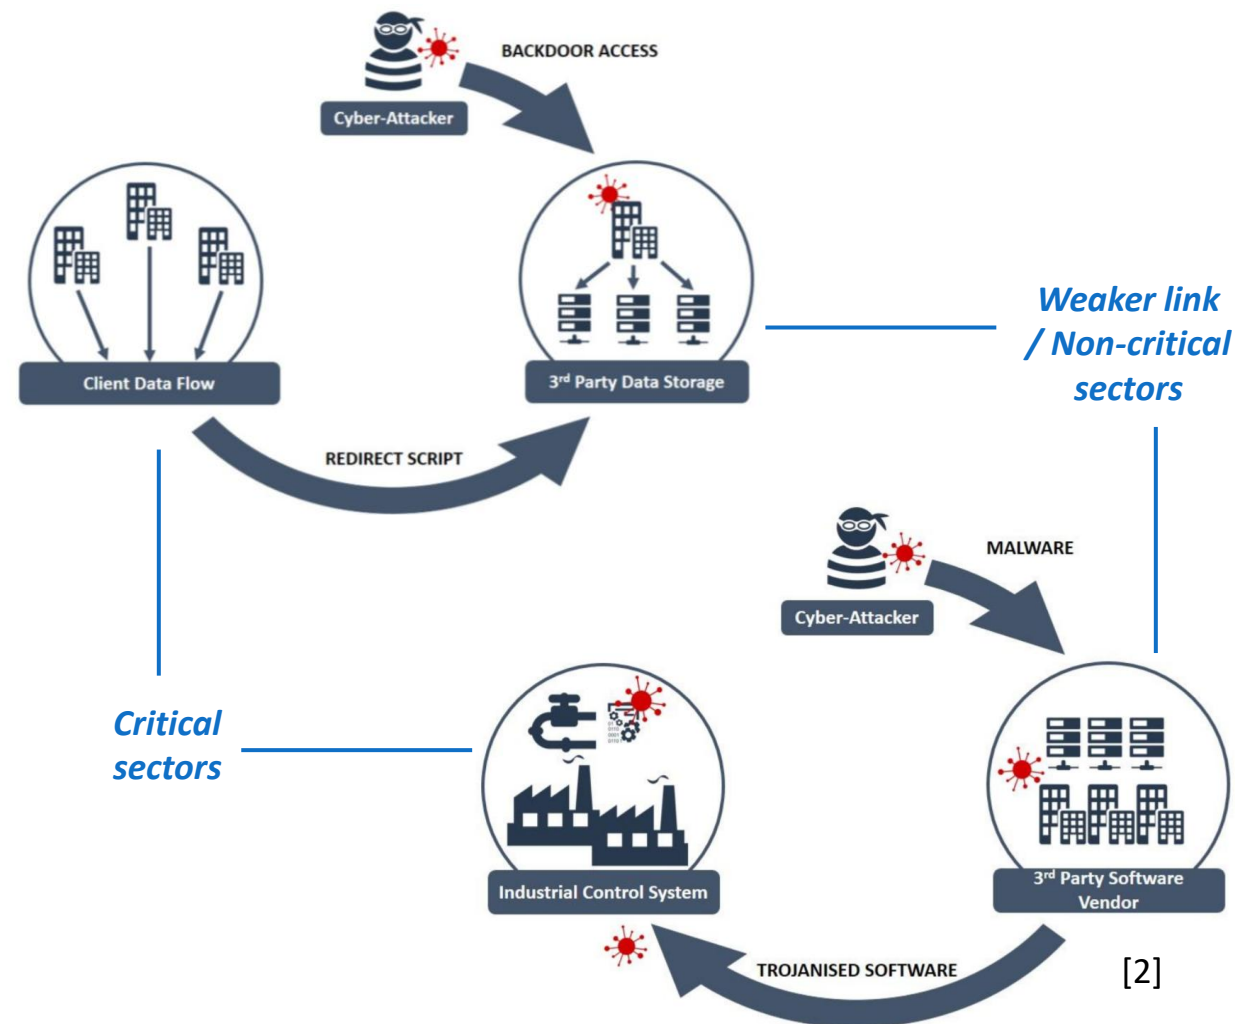 BACKDOOR ACCESS
Cyber-Attacker
Client Data Flow
3rd Party Data Storage
Weaker link
/ Non-critical
sectors
REDIRECT SCRIPT
MALWARE
Cyber-Attacker
Critical
sectors
Industrial Control System
3rd Party Software
Vendor
TROJANISED SOFTWARE
[2]